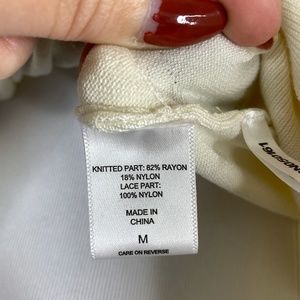 KNITTED PART: 82% RAYON
18% NYLON
LACE PART:
100% NYLON
MADE IN
CHINA
M
CARE ON REVERSE